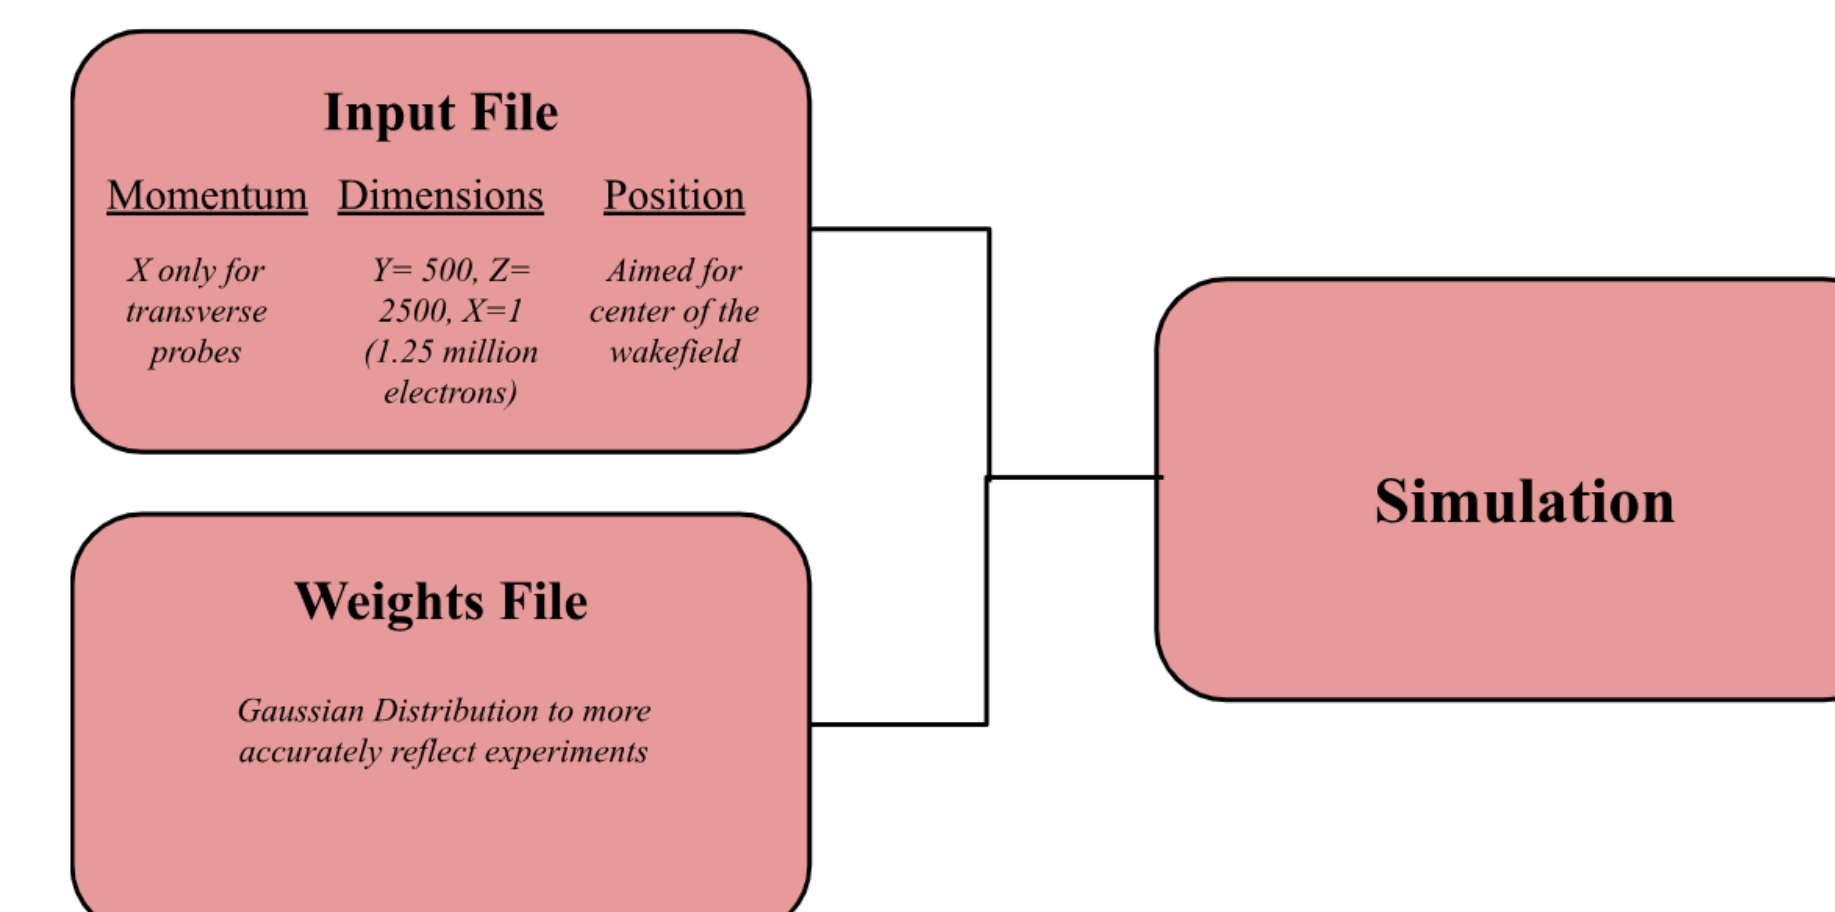 Input File
Momentum Dimensions Position
X only for
transverse
probes
Y= 500, Z=
2500, X=1
(1.25 million
electrons)
Aimed for
center of the
wakefield
Weights File
Gaussian Distribution to more
accurately reflect experiments
Simulation